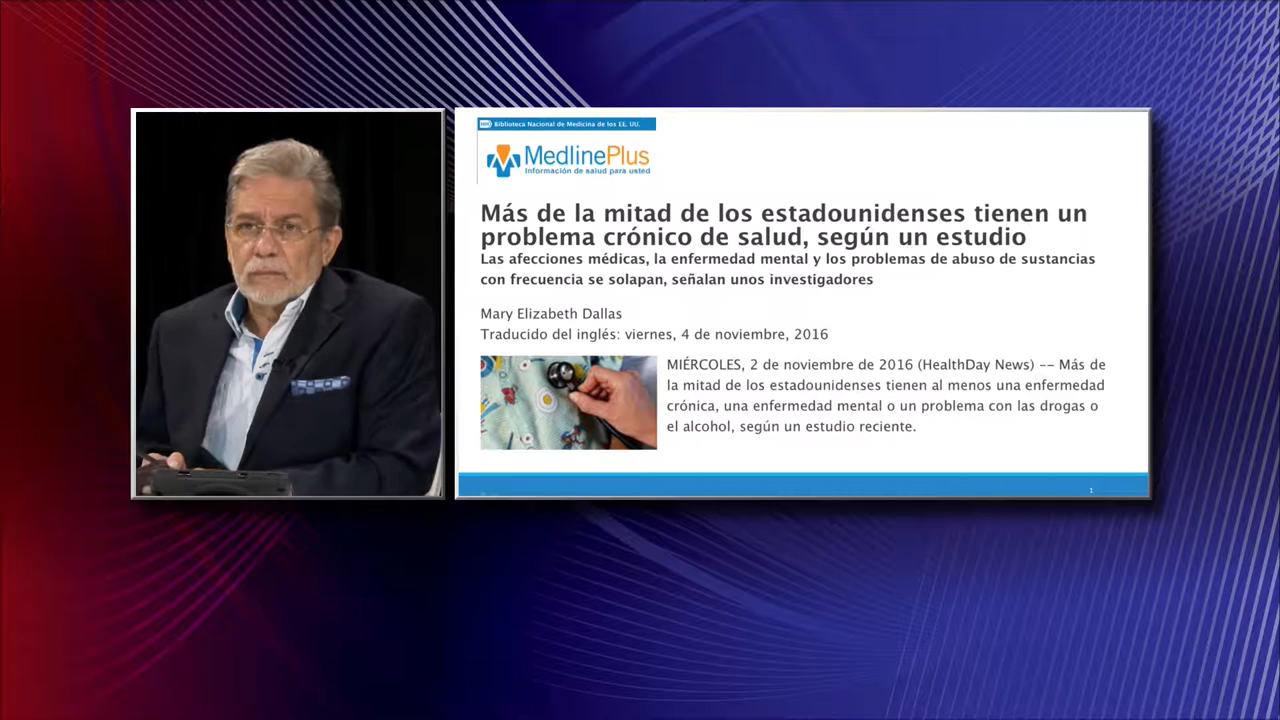 Biblioteca Nacional de Medicina de los EE. UU.
MedlinePlus
Información de salud para usted
Más de la mitad de los estadounidenses tienen un
problema crónico de salud, según un estudio
Las afecciones médicas, la enfermedad mental y los problemas de abuso de sustancias
con frecuencia se solapan, señalan unos investigadores
Mary Elizabeth Dallas
Traducido del inglés: viernes, 4 de noviembre, 2016
MIÉRCOLES, 2 de noviembre de 2016 (HealthDay News) -- Más de
la mitad de los estadounidenses tienen al menos una enfermedad
crónica, una enfermedad mental o un problema con las drogas o
el alcohol, según un estudio reciente.
1